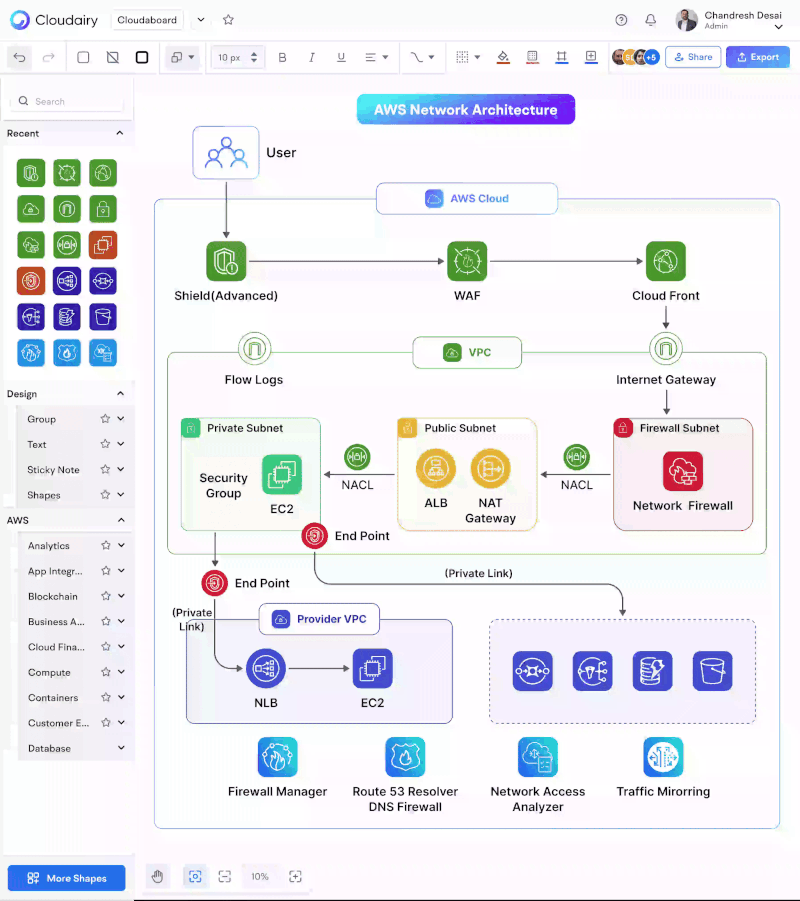 Cloudairy
Cloudaboard
Chandresh Desai
Admin
10 px
B
I
U
+5
Share
Export
Search
Recent
Design
Group
Text
Sticky Note
Shapes
AWS
Analytics
App Integr...
Blockchain
Business A...
Cloud Fina...
Compute
Containers
Customer E...
Database
More Shapes
AWS Network Architecture
User
AWS Cloud
Shield(Advanced)
WAF
Cloud Front
VPC
Flow Logs
Internet Gateway
Private Subnet
Public Subnet
Firewall Subnet
Security
Group
EC2
NACL
ALB
NAT
Gateway
NACL
Network Firewall
End Point
End Point
(Private Link)
(Private
Link)
Provider VPC
NLB
EC2
Firewall Manager
Route 53 Resolver
DNS Firewall
Network Access
Analyzer
Traffic Mirorring
10%